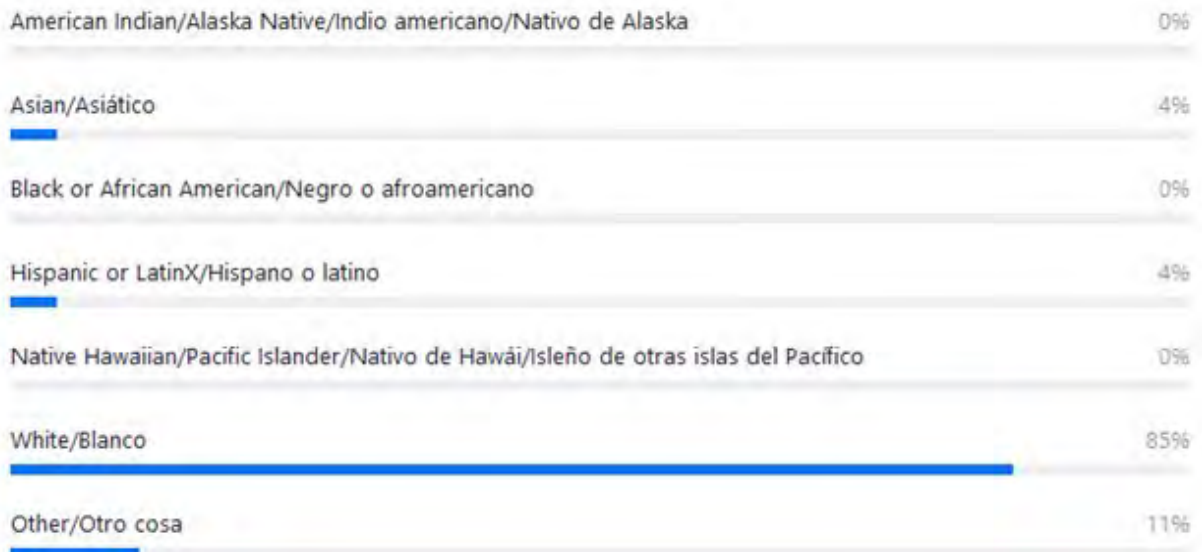 American Indian/Alaska Native/Indio americano/Nativo de Alaska 0%
Asian/Asiático 4%
Black or African American/Negro o afroamericano 0%
Hispanic or LatinX/Hispano o latino 4%
Native Hawaiian/Pacific Islander/Nativo de Hawái/Isleño de otras islas del Pacífico 0%
White/Blanco 85%
Other/Otro cosa 11%